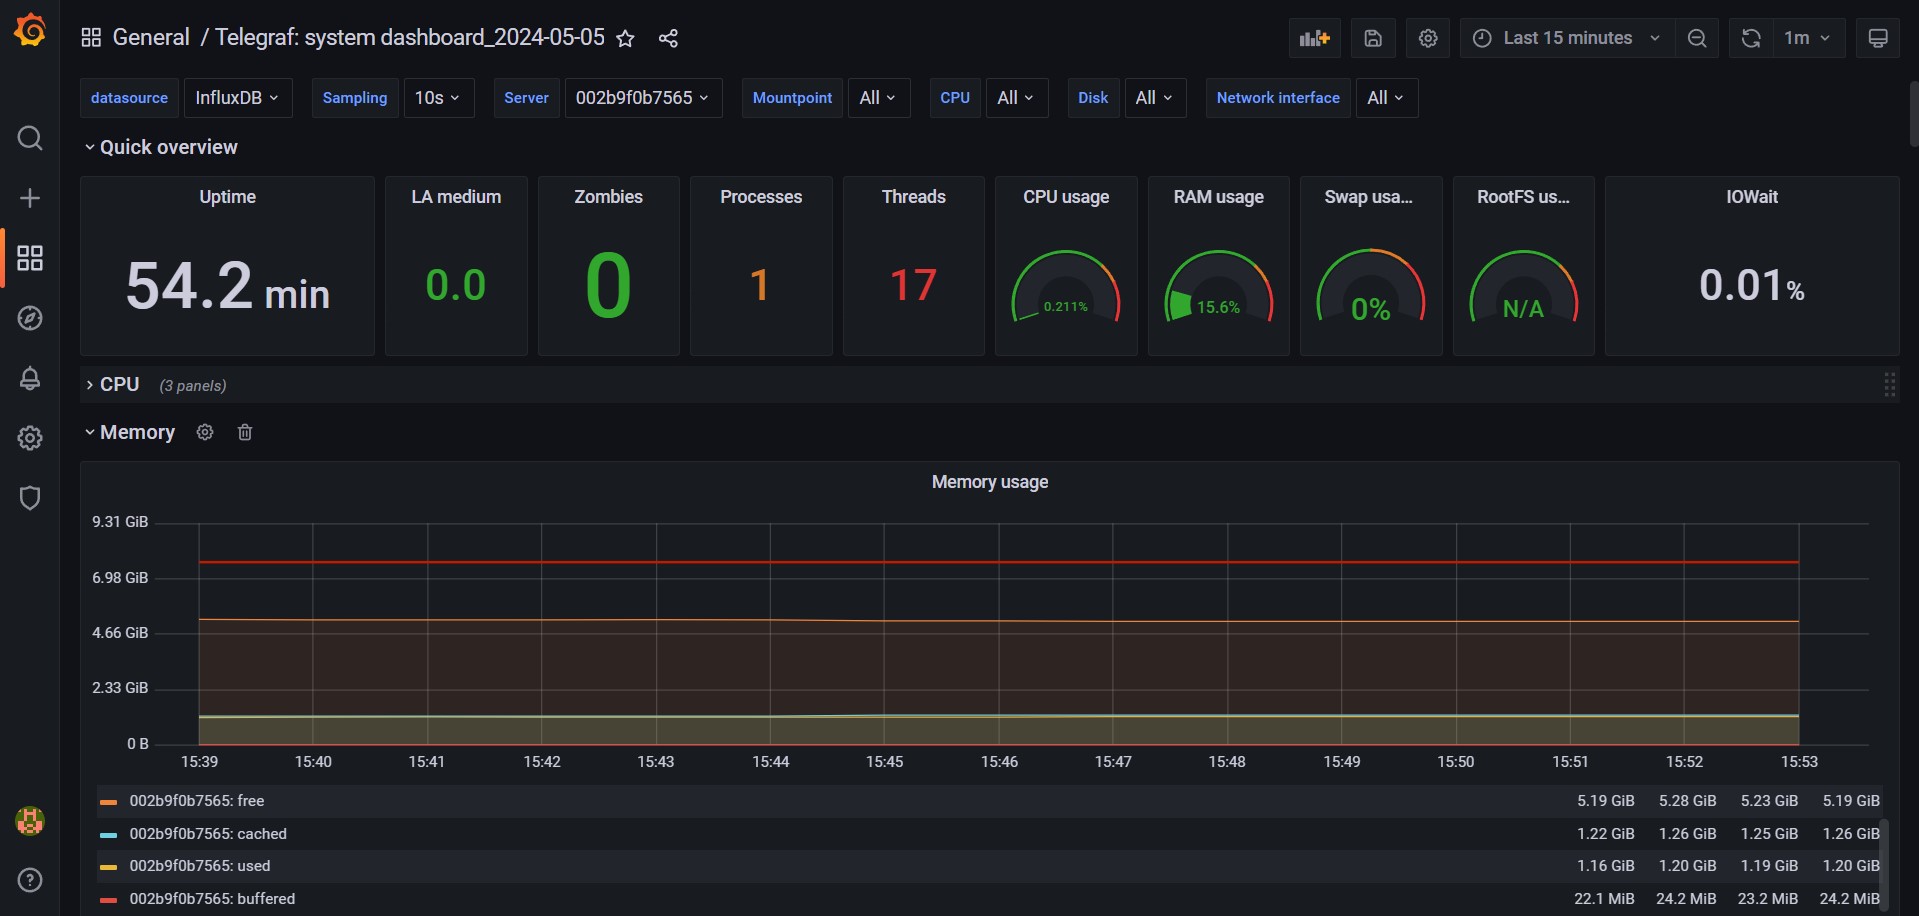 General / Telegraf: system dashboard_2024-05-05
Last 15 minutes
1m
datasource InfluxDB Sampling 10s Server 002b9f0b7565 Mountpoint All CPU All Disk All Network interface All
Quick overview
Uptime
54.2 min
LA medium
0.0
Zombies
0
Processes
1
Threads
17
CPU usage
0.211%
RAM usage
15.6%
Swap usa...
0%
RootFS us...
N/A
IOWait
0.01%
CPU (3 panels)
Memory
Memory usage
9.31 GiB
6.98 GiB
4.66 GiB
2.33 GiB
0 B
15:39 15:40 15:41 15:42 15:43 15:44 15:45 15:46 15:47 15:48 15:49 15:50 15:51 15:52 15:53
002b9f0b7565: free 5.19 GiB 5.28 GiB 5.23 GiB 5.19 GiB
002b9f0b7565: cached 1.22 GiB 1.26 GiB 1.25 GiB 1.26 GiB
002b9f0b7565: used 1.16 GiB 1.20 GiB 1.19 GiB 1.20 GiB
002b9f0b7565: buffered 22.1 MiB 24.2 MiB 23.2 MiB 24.2 MiB